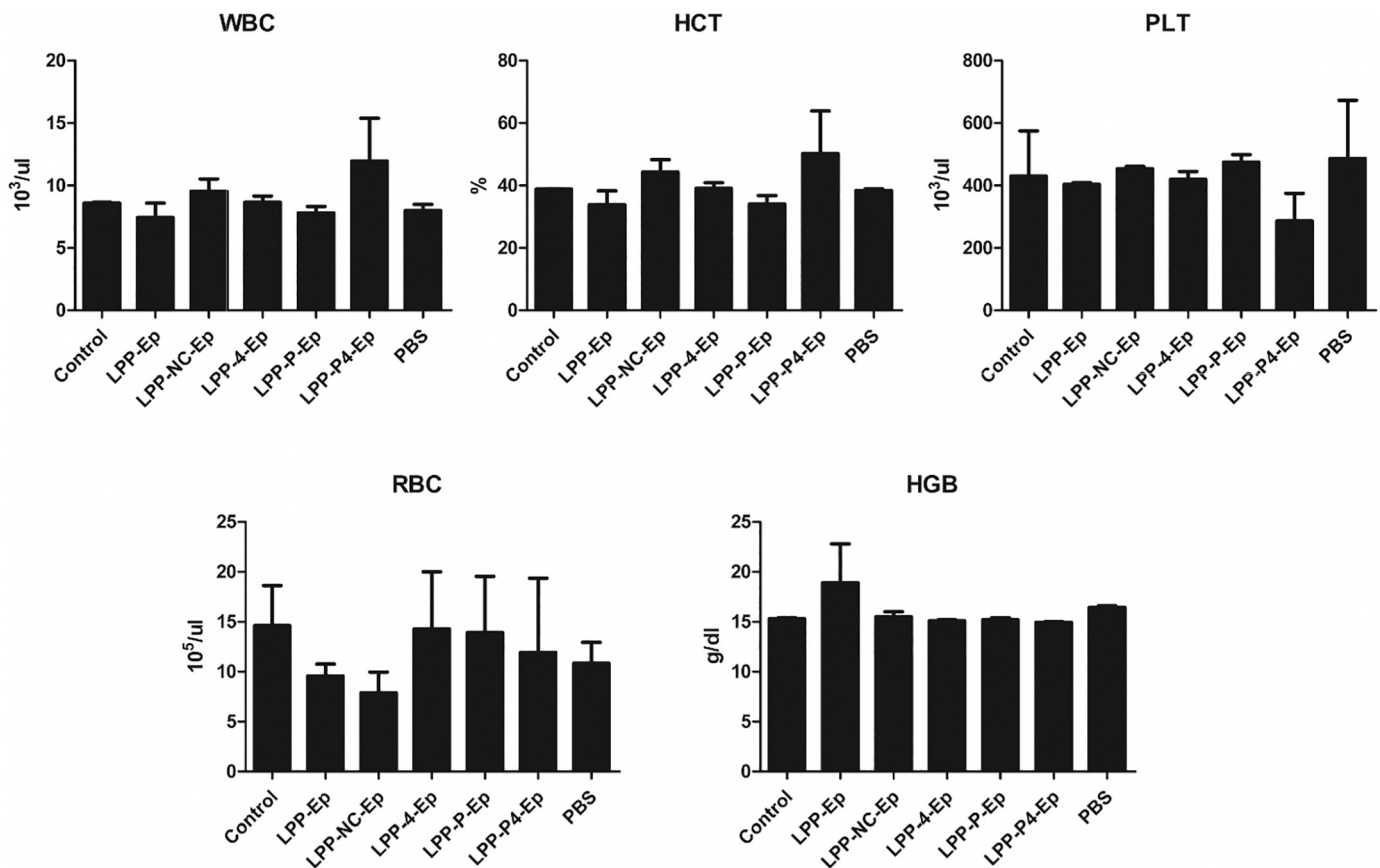 WBC
20
15
10
5
0
10³/ul
Control
LPP-Ep
LPP-NC-Ep
LPP-4-Ep
LPP-P-Ep
LPP-P4-Ep
PBS
HCT
80
60
40
20
0
%
Control
LPP-Ep
LPP-NC-Ep
LPP-4-Ep
LPP-P-Ep
LPP-P4-Ep
PBS
PLT
800
600
400
200
0
10³/ul
Control
LPP-Ep
LPP-NC-Ep
LPP-4-Ep
LPP-P-Ep
LPP-P4-Ep
PBS
RBC
25
20
15
10
5
0
10⁵/ul
Control
LPP-Ep
LPP-NC-Ep
LPP-4-Ep
LPP-P-Ep
LPP-P4-Ep
PBS
HGB
25
20
15
10
5
0
g/dl
Control
LPP-Ep
LPP-NC-Ep
LPP-4-Ep
LPP-P-Ep
LPP-P4-Ep
PBS